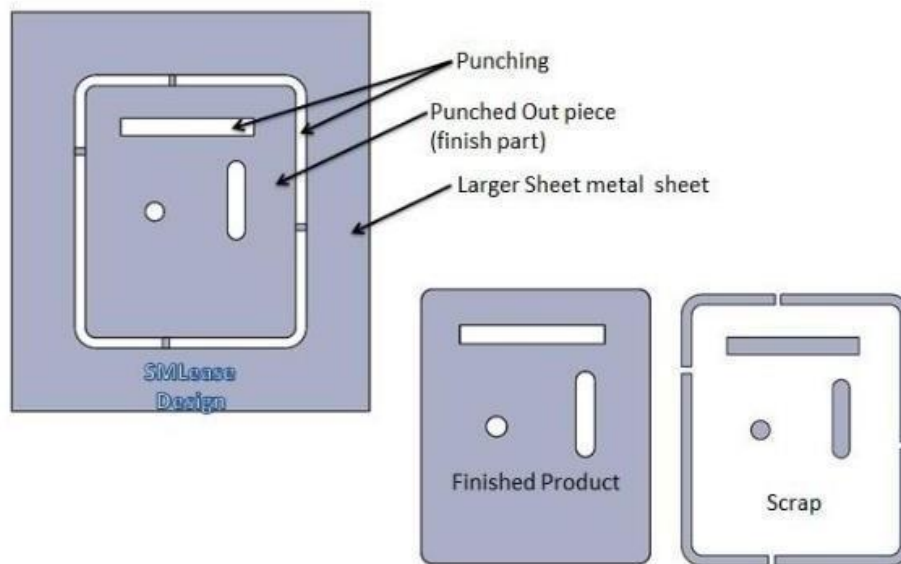 Punching
Punched Out piece
(finish part)
Larger Sheet metal sheet
SMLease
Design
Finished Product
Scrap